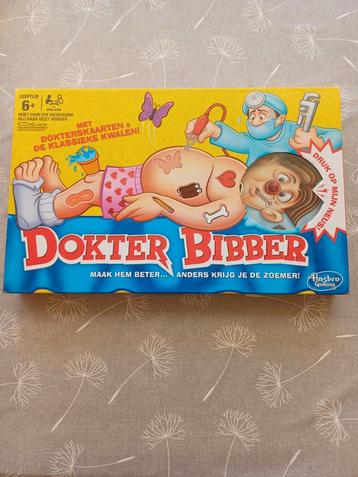 LEEFTIJD
6+
MET
DOKTERSKAARTEN &
DE KLASSIEKE KWALEN!
DRUK OP MIJN NEUS!
DOKTER BIBBER
MAAK HEM BETER... ANDERS KRIJG JE DE ZOEMER!
Hasbro
GAMING